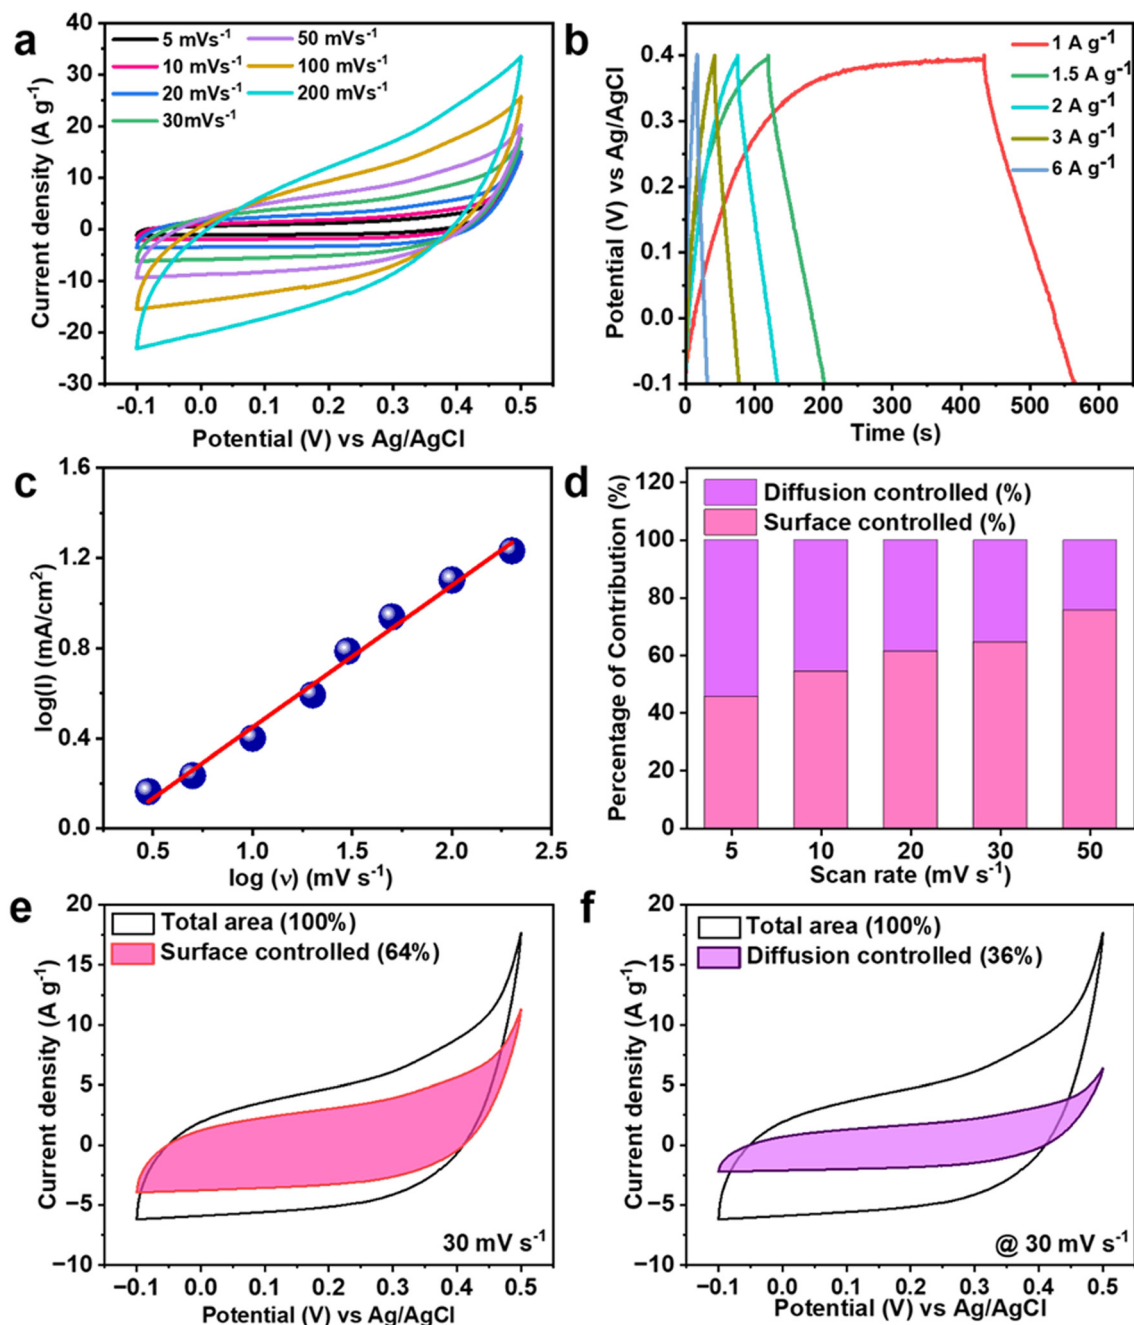 a
5 mVs⁻¹ 50 mVs⁻¹
10 mVs⁻¹ 100 mVs⁻¹
20 mVs⁻¹ 200 mVs⁻¹
30mVs⁻¹
Current density (A g⁻¹)
40
30
20
10
0
-10
-20
-30
-0.1 0.0 0.1 0.2 0.3 0.4 0.5
Potential (V) vs Ag/AgCl
b
1 A g⁻¹
1.5 A g⁻¹
2 A g⁻¹
3 A g⁻¹
6 A g⁻¹
Potential (V) vs Ag/AgCl
0.4
0.3
0.2
0.1
0.0
-0.1
0 100 200 300 400 500 600
Time (s)
c
log(I) (mA/cm²)
1.6
1.2
0.8
0.4
0.0
0.5 1.0 1.5 2.0 2.5
log (ν) (mV s⁻¹)
d
Diffusion controlled (%)
Surface controlled (%)
Percentage of Contribution (%)
120
100
80
60
40
20
0
5 10 20 30 50
Scan rate (mV s⁻¹)
e
Total area (100%)
Surface controlled (64%)
Current density (A g⁻¹)
20
15
10
5
0
−5
−10
30 mV s⁻¹
−0.1 0.0 0.1 0.2 0.3 0.4 0.5
Potential (V) vs Ag/AgCl
f
Total area (100%)
Diffusion controlled (36%)
Current density (A g⁻¹)
20
15
10
5
0
−5
−10
@ 30 mV s⁻¹
−0.1 0.0 0.1 0.2 0.3 0.4 0.5
Potential (V) vs Ag/AgCl